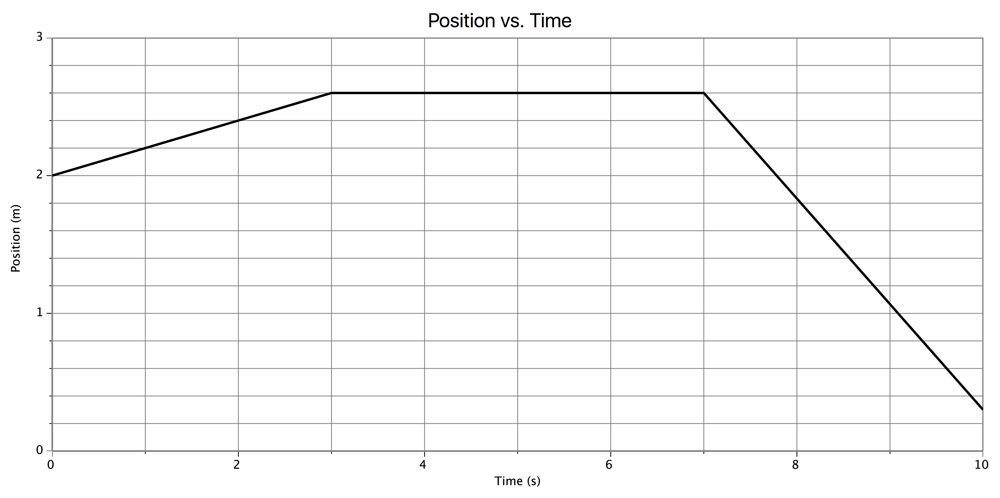 Position vs. Time
3
2
1
0
Position (m)
0 2 4 6 8 10
Time (s)